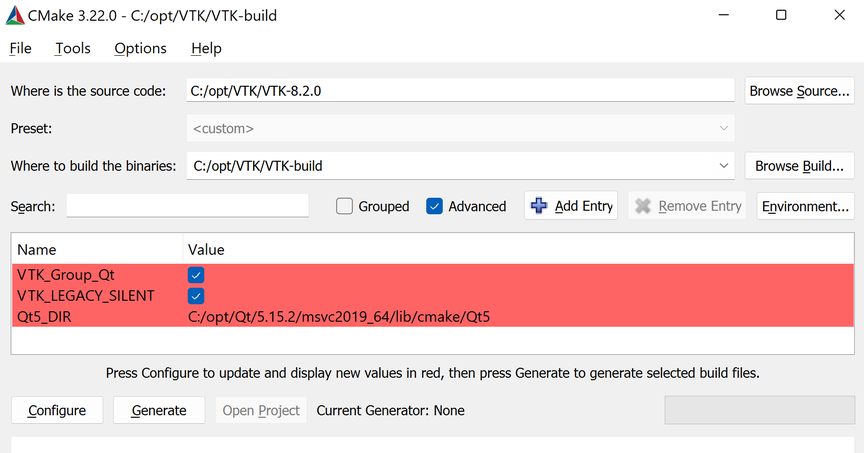 CMake 3.22.0 - C:/opt/VTK/VTK-build
File Tools Options Help
Where is the source code: C:/opt/VTK/VTK-8.2.0 Browse Source...
Preset: <custom>
Where to build the binaries: C:/opt/VTK/VTK-build Browse Build...
Search: Grouped Advanced Add Entry Remove Entry Environment...
Name Value
VTK_Group_Qt
VTK_LEGACY_SILENT
Qt5_DIR C:/opt/Qt/5.15.2/msvc2019_64/lib/cmake/Qt5
Press Configure to update and display new values in red, then press Generate to generate selected build files.
Configure Generate Open Project Current Generator: None